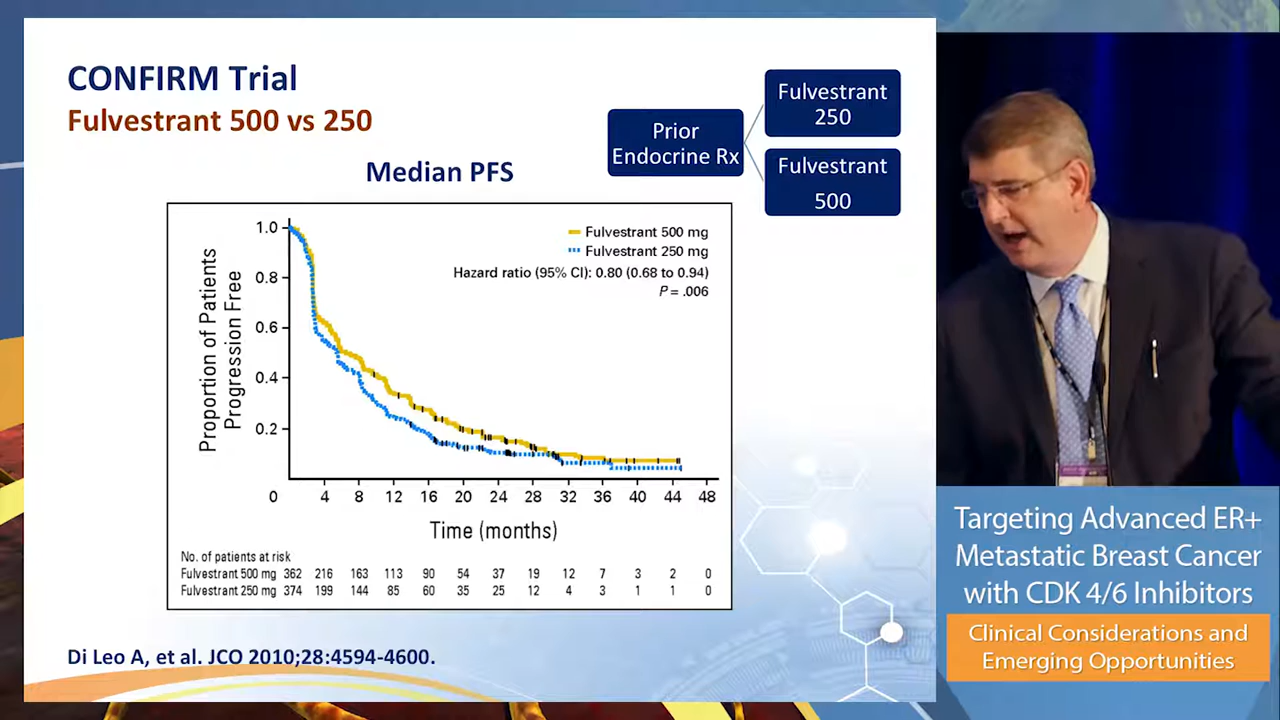 CONFIRM Trial
Fulvestrant 500 vs 250
Prior
Endocrine Rx
Fulvestrant
250
Fulvestrant
500
Median PFS
Proportion of Patients
Progression Free
1.0
0.8
0.6
0.4
0.2
Fulvestrant 500 mg
Fulvestrant 250 mg
Hazard ratio (95% CI): 0.80 (0.68 to 0.94)
P = .006
0 4 8 12 16 20 24 28 32 36 40 44 48
Time (months)
No. of patients at risk
Fulvestrant 500 mg 362 216 163 113 90 54 37 19 12 7 3 2 0
Fulvestrant 250 mg 374 199 144 85 60 35 25 12 4 3 1 1 0
Di Leo A, et al. JCO 2010;28:4594-4600.
Targeting Advanced ER+
Metastatic Breast Cancer
with CDK 4/6 Inhibitors
Clinical Considerations and
Emerging Opportunities